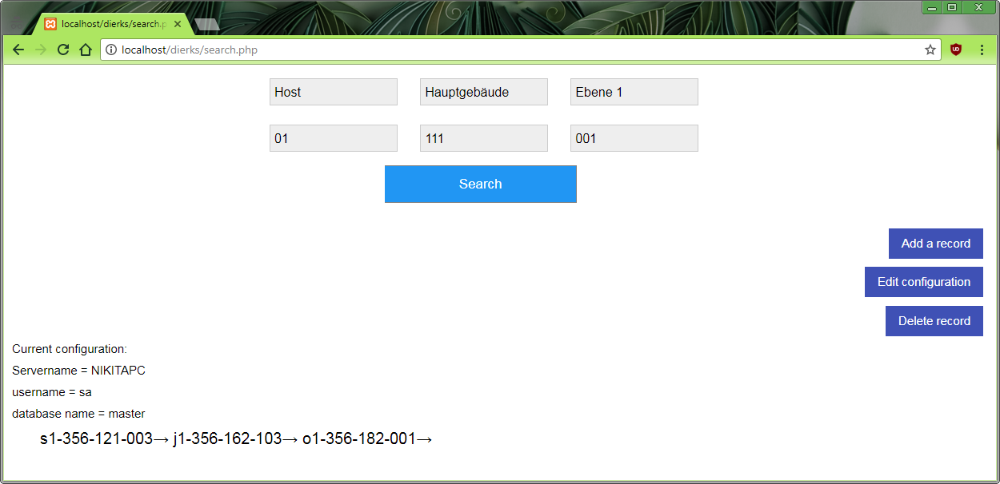 localhost/dierks/search.p
localhost/dierks/search.php
Host Hauptgebäude Ebene 1
01 111 001
Search
Add a record
Edit configuration
Delete record
Current configuration:
Servername = NIKITAPC
username = sa
database name = master
s1-356-121-003→ j1-356-162-103→ o1-356-182-001→